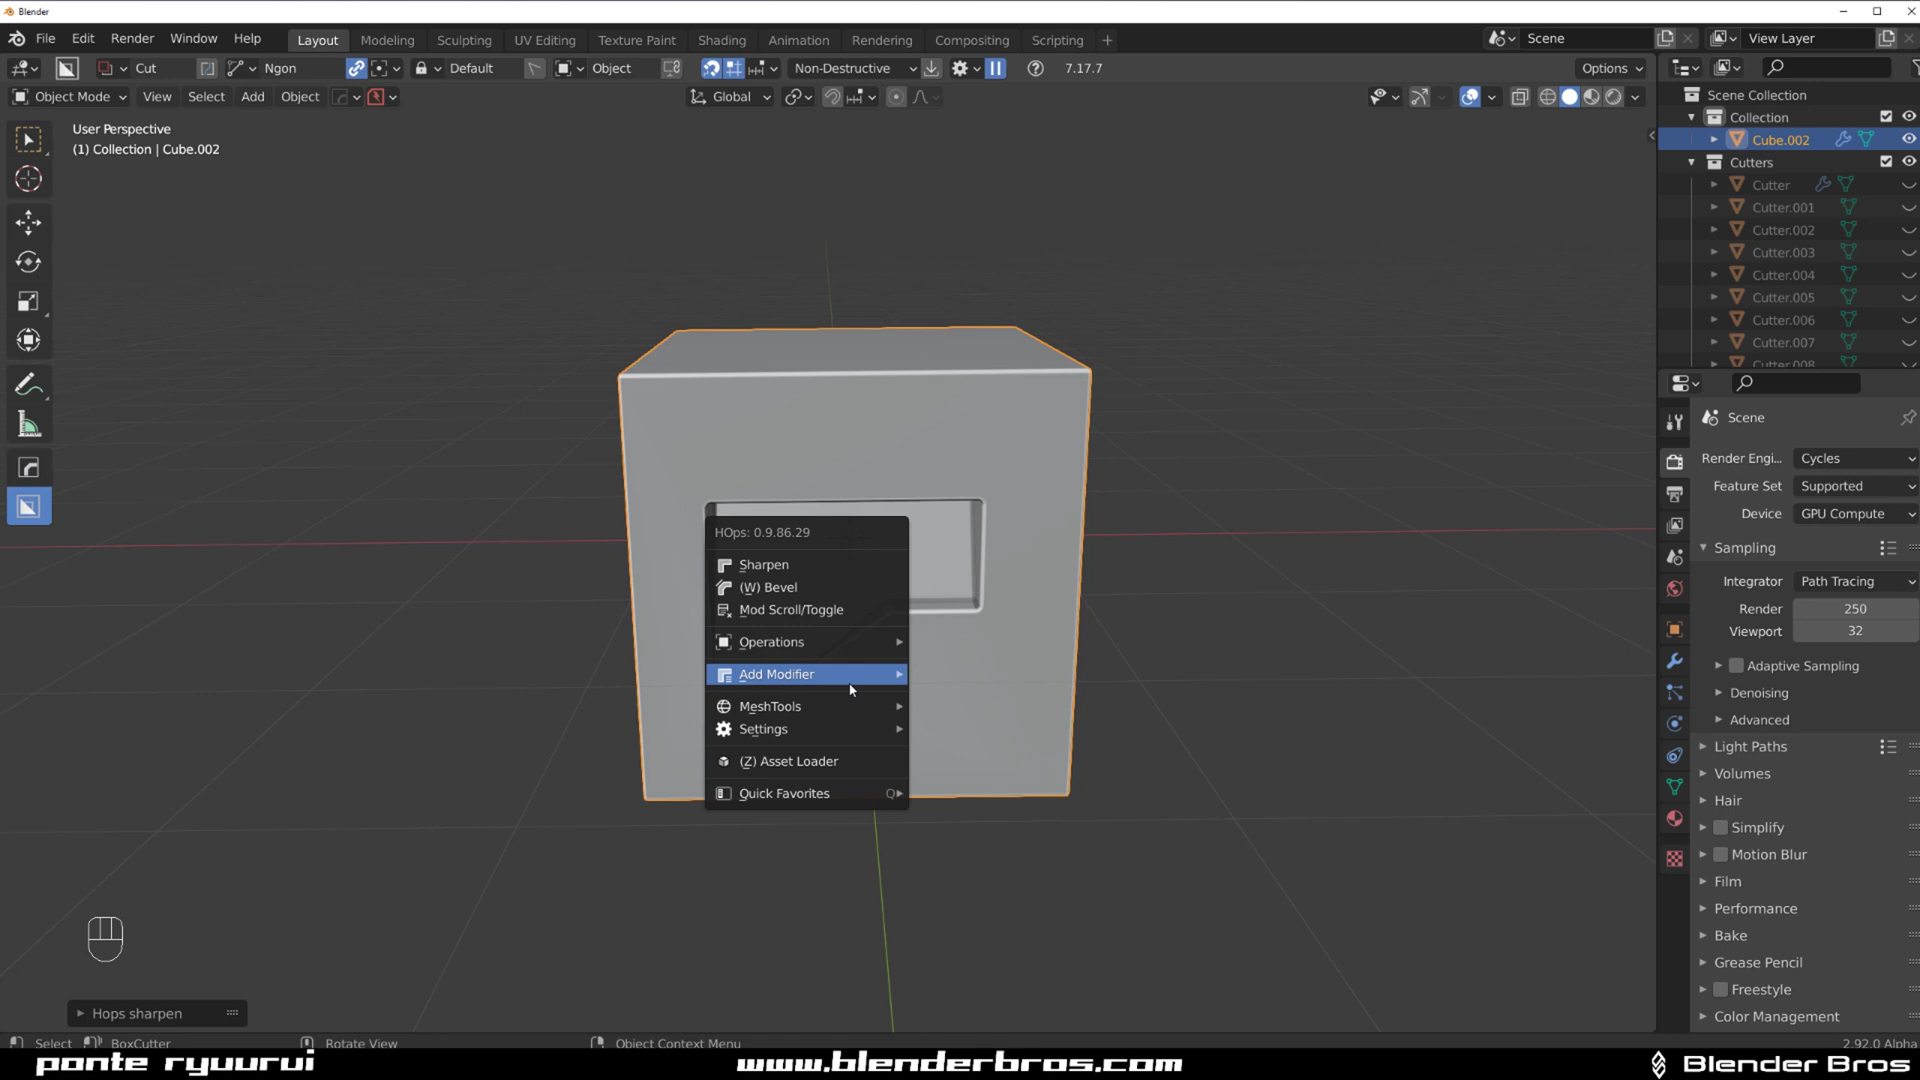 Blender
File Edit Render Window Help
Layout Modeling Sculpting UV Editing Texture Paint Shading Animation Rendering Compositing Scripting +
Scene
View Layer
Cut Ngon Default Object Non-Destructive 7.17.7 Options
Object Mode View Select Add Object Global
User Perspective
(1) Collection | Cube.002
Scene Collection
Collection
Cube.002
Cutters
Cutter
Cutter.001
Cutter.002
Cutter.003
Cutter.004
Cutter.005
Cutter.006
Cutter.007
Cutter.008
HOps: 0.9.86.29
Sharpen
(W) Bevel
Mod Scroll/Toggle
Operations
Add Modifier
MeshTools
Settings
(Z) Asset Loader
Quick Favorites Q
Scene
Render Engi... Cycles
Feature Set Supported
Device GPU Compute
Sampling
Integrator Path Tracing
Render 250
Viewport 32
Adaptive Sampling
Denoising
Advanced
Light Paths
Volumes
Hair
Simplify
Motion Blur
Film
Performance
Bake
Grease Pencil
Freestyle
Color Management
Hops sharpen
Select BoxCutter Rotate View Object Context Menu 2.92.0 Alpha
ponte ryuurui www.blenderbros.com Blender Bros